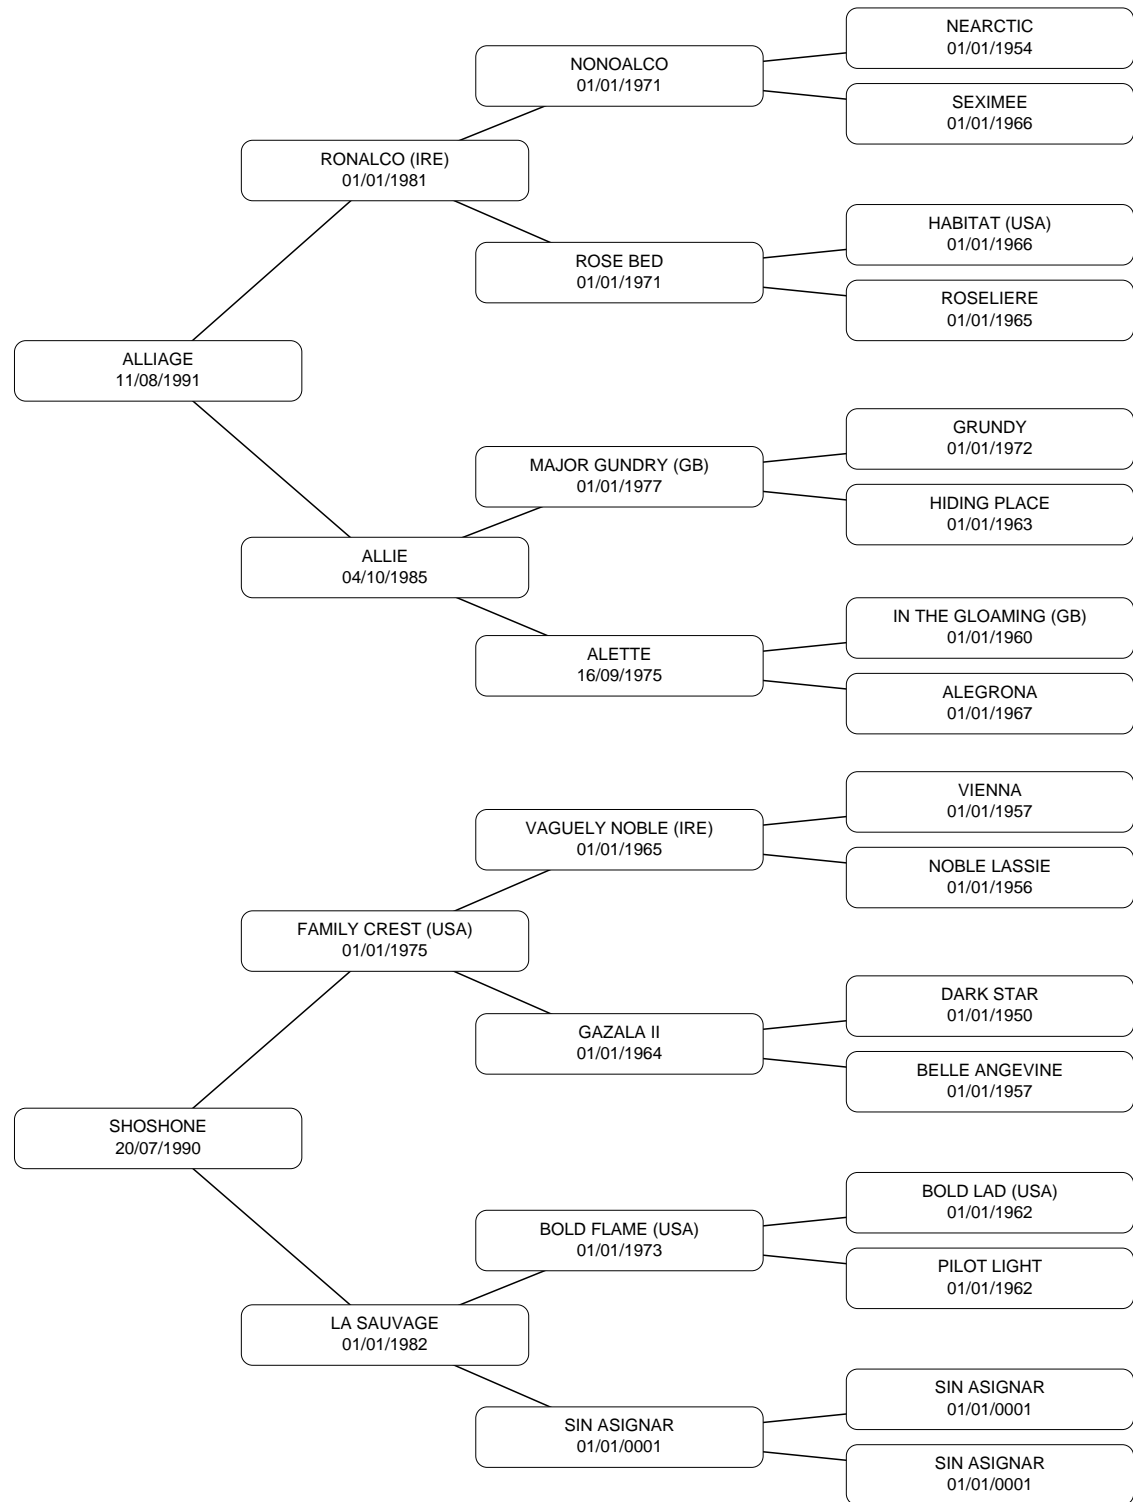 NEARCTIC
01/01/1954
NONOALCO
01/01/1971
SEXIMEE
01/01/1966
RONALCO (IRE)
01/01/1981
HABITAT (USA)
01/01/1966
ROSE BED
01/01/1971
ROSELIERE
01/01/1965
ALLIAGE
11/08/1991
GRUNDY
01/01/1972
MAJOR GUNDRY (GB)
01/01/1977
HIDING PLACE
01/01/1963
ALLIE
04/10/1985
IN THE GLOAMING (GB)
01/01/1960
ALETTE
16/09/1975
ALEGRONA
01/01/1967
VIENNA
01/01/1957
VAGUELY NOBLE (IRE)
01/01/1965
NOBLE LASSIE
01/01/1956
FAMILY CREST (USA)
01/01/1975
DARK STAR
01/01/1950
GAZALA II
01/01/1964
BELLE ANGEVINE
01/01/1957
SHOSHONE
20/07/1990
BOLD LAD (USA)
01/01/1962
BOLD FLAME (USA)
01/01/1973
PILOT LIGHT
01/01/1962
LA SAUVAGE
01/01/1982
SIN ASIGNAR
01/01/0001
SIN ASIGNAR
01/01/0001
SIN ASIGNAR
01/01/0001